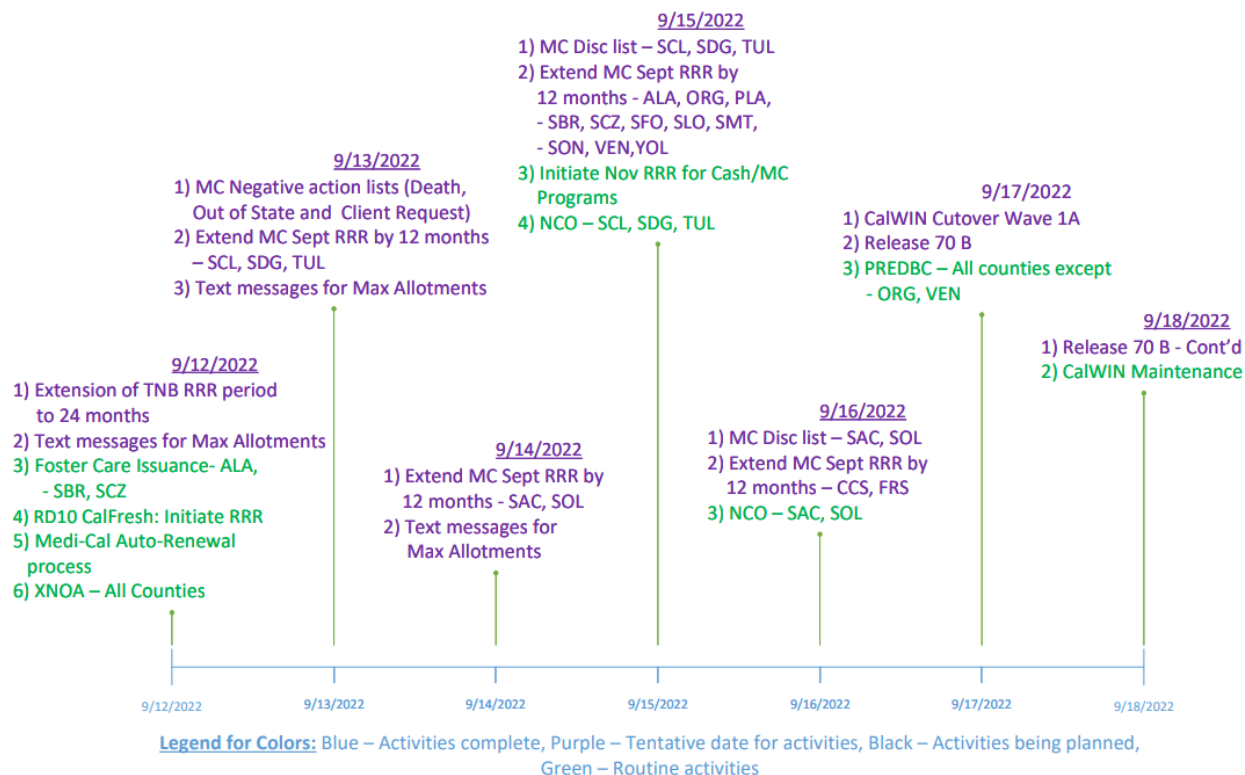 9/12/2022
1) Extension of TNB RRR period
to 24 months
2) Text messages for Max Allotments
3) Foster Care Issuance- ALA,
- SBR, SCZ
4) RD10 CalFresh: Initiate RRR
5) Medi-Cal Auto-Renewal
process
6) XNOA – All Counties
9/13/2022
1) MC Negative action lists (Death,
Out of State and Client Request)
2) Extend MC Sept RRR by 12 months
– SCL, SDG, TUL
3) Text messages for Max Allotments
9/14/2022
1) Extend MC Sept RRR by
12 months - SAC, SOL
2) Text messages for
Max Allotments
9/15/2022
1) MC Disc list – SCL, SDG, TUL
2) Extend MC Sept RRR by
12 months - ALA, ORG, PLA,
- SBR, SCZ, SFO, SLO, SMT,
- SON, VEN,YOL
3) Initiate Nov RRR for Cash/MC
Programs
4) NCO – SCL, SDG, TUL
9/16/2022
1) MC Disc list – SAC, SOL
2) Extend MC Sept RRR by
12 months – CCS, FRS
3) NCO – SAC, SOL
9/17/2022
1) CalWIN Cutover Wave 1A
2) Release 70 B
3) PREDBC – All counties except
- ORG, VEN
9/18/2022
1) Release 70 B - Cont’d
2) CalWIN Maintenance
9/12/2022
9/13/2022
9/14/2022
9/15/2022
9/16/2022
9/17/2022
9/18/2022
Legend for Colors: Blue – Activities complete, Purple – Tentative date for activities, Black – Activities being planned,
Green – Routine activities